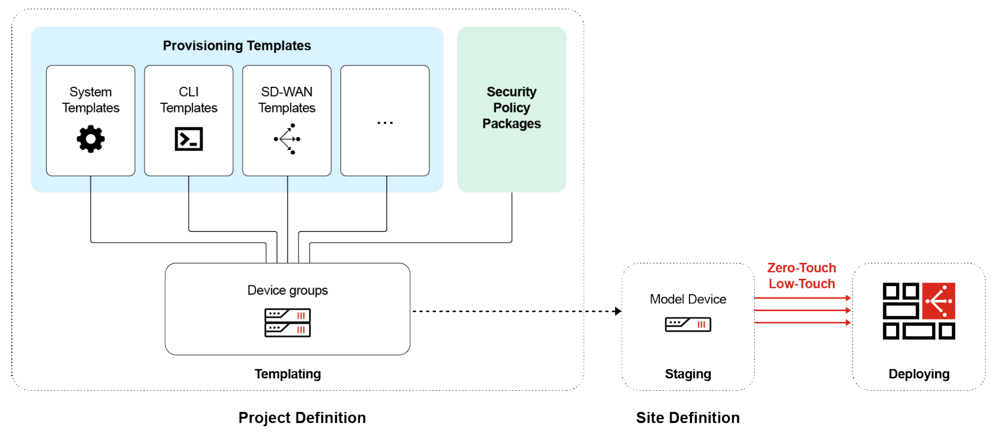 Provisioning Templates
System
Templates
CLI
Templates
SD-WAN
Templates
...
Security
Policy
Packages
Device groups
Templating
Zero-Touch
Low-Touch
Model Device
Staging
Deploying
Project Definition
Site Definition